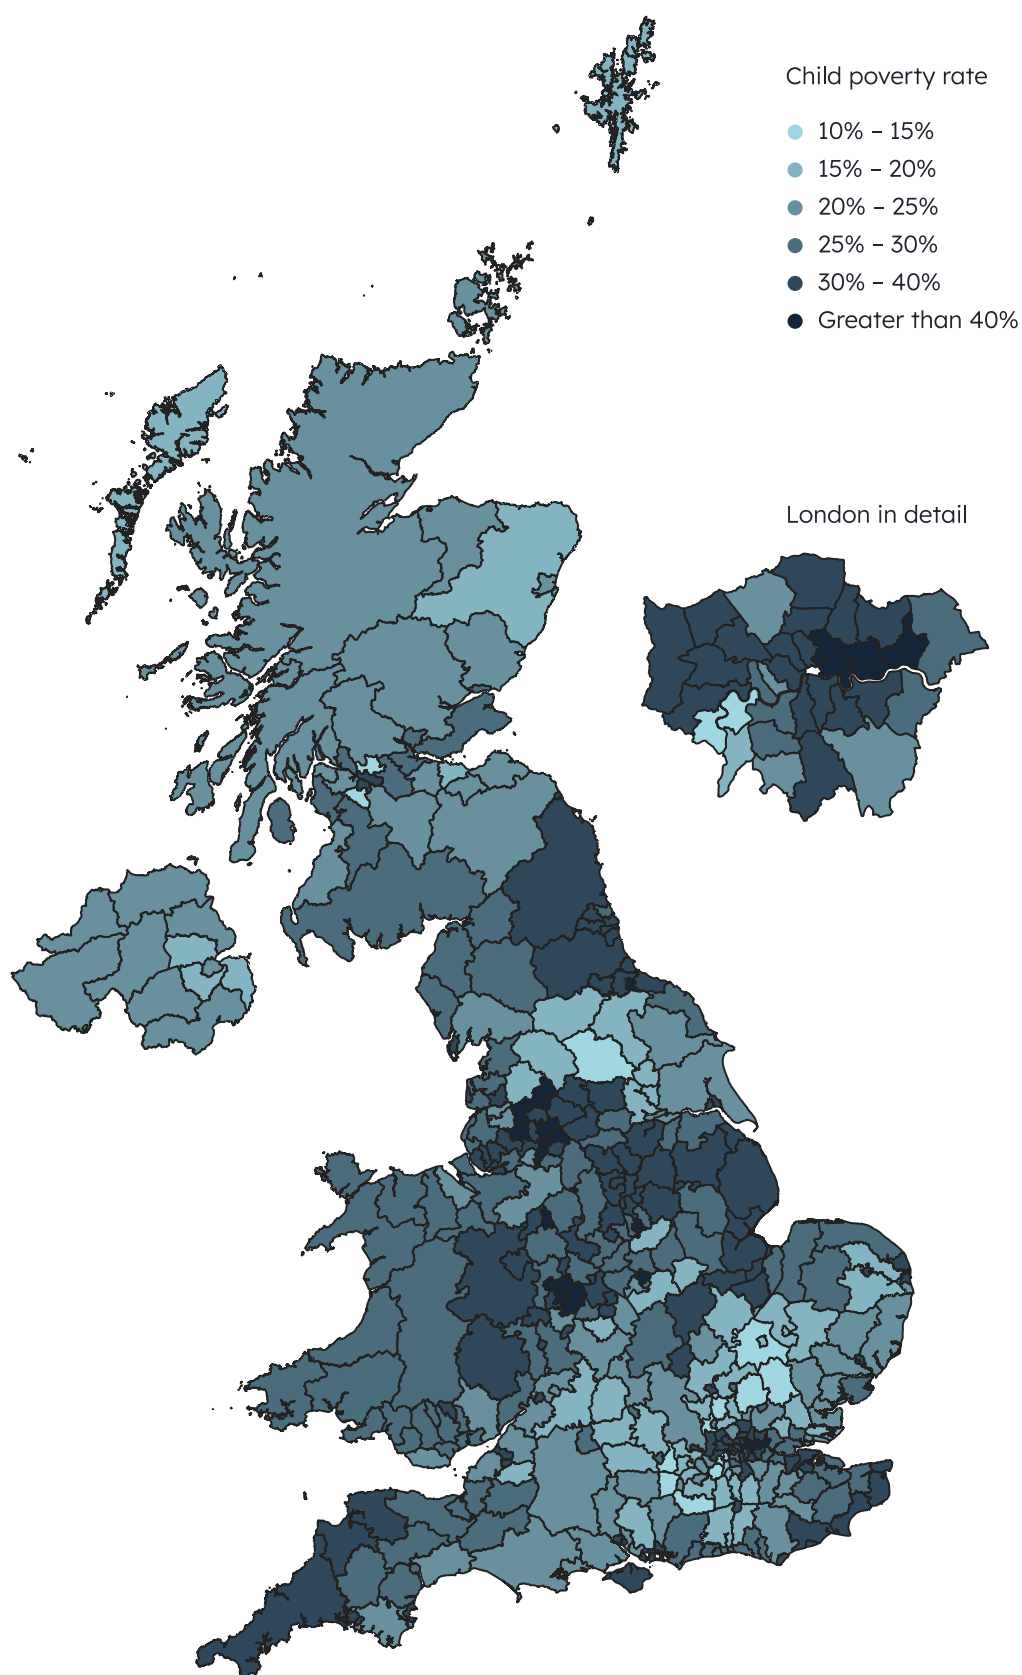 Child poverty rate
10% – 15%
15% – 20%
20% – 25%
25% – 30%
30% – 40%
Greater than 40%
London in detail